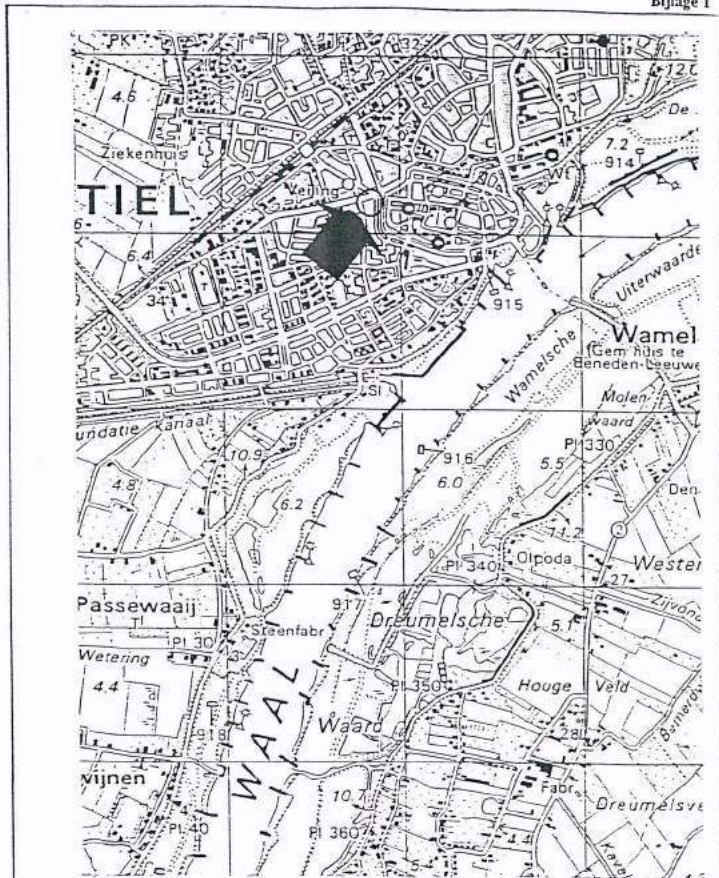 Bijlage 1
PK
32
12.0
4.6
De
Ziekenhuis
7.2
914
Wt
TIEL
6.4
34
T
915
Uiterwaarde
Wamel
(Gem huis te
Beneden-Leeuwe
Wamelsche
Sl
Molen
waard
Kanaal
Pl 330
10.9
916
5.5
4.8
6.0
6.2
Den
11.2
Olpoda
Wester
Pl 340
27
Passewaaij
917
Zijvond
Steenfabr
Dreumelsche
5.1
Pl 30
Wetering
4.4
Pl 350
Houge Veld
WAAL
Waard
918
28
wijnen
Fabr.
10.7
Dreumelsve
Pl 40
Pl 360
4.4
5.4